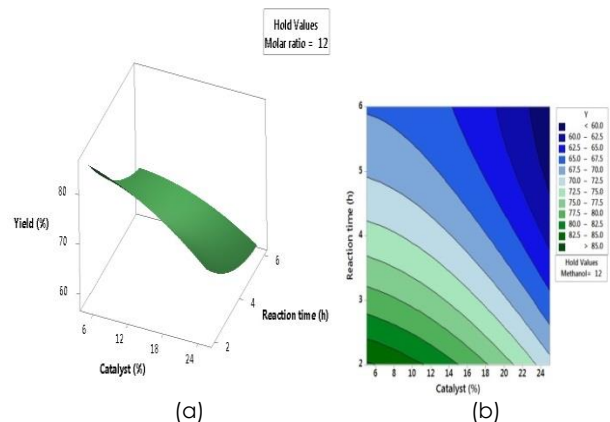 Hold Values
Molar ratio = 12
80
Yield (%)
70
60
6
12
18
24
Catalyst (%)
2
4
6
Reaction time (h)
(a)
6
5
4
3
2
Reaction time (h)
6
8
10
12
14
16
18
20
22
24
Catalyst (%)
Y
< 60.0
60.0 – 62.5
62.5 – 65.0
65.0 – 67.5
67.5 – 70.0
70.0 – 72.5
72.5 – 75.0
75.0 – 77.5
77.5 – 80.0
80.0 – 82.5
82.5 – 85.0
> 85.0
Hold Values
Methanol= 12
(b)